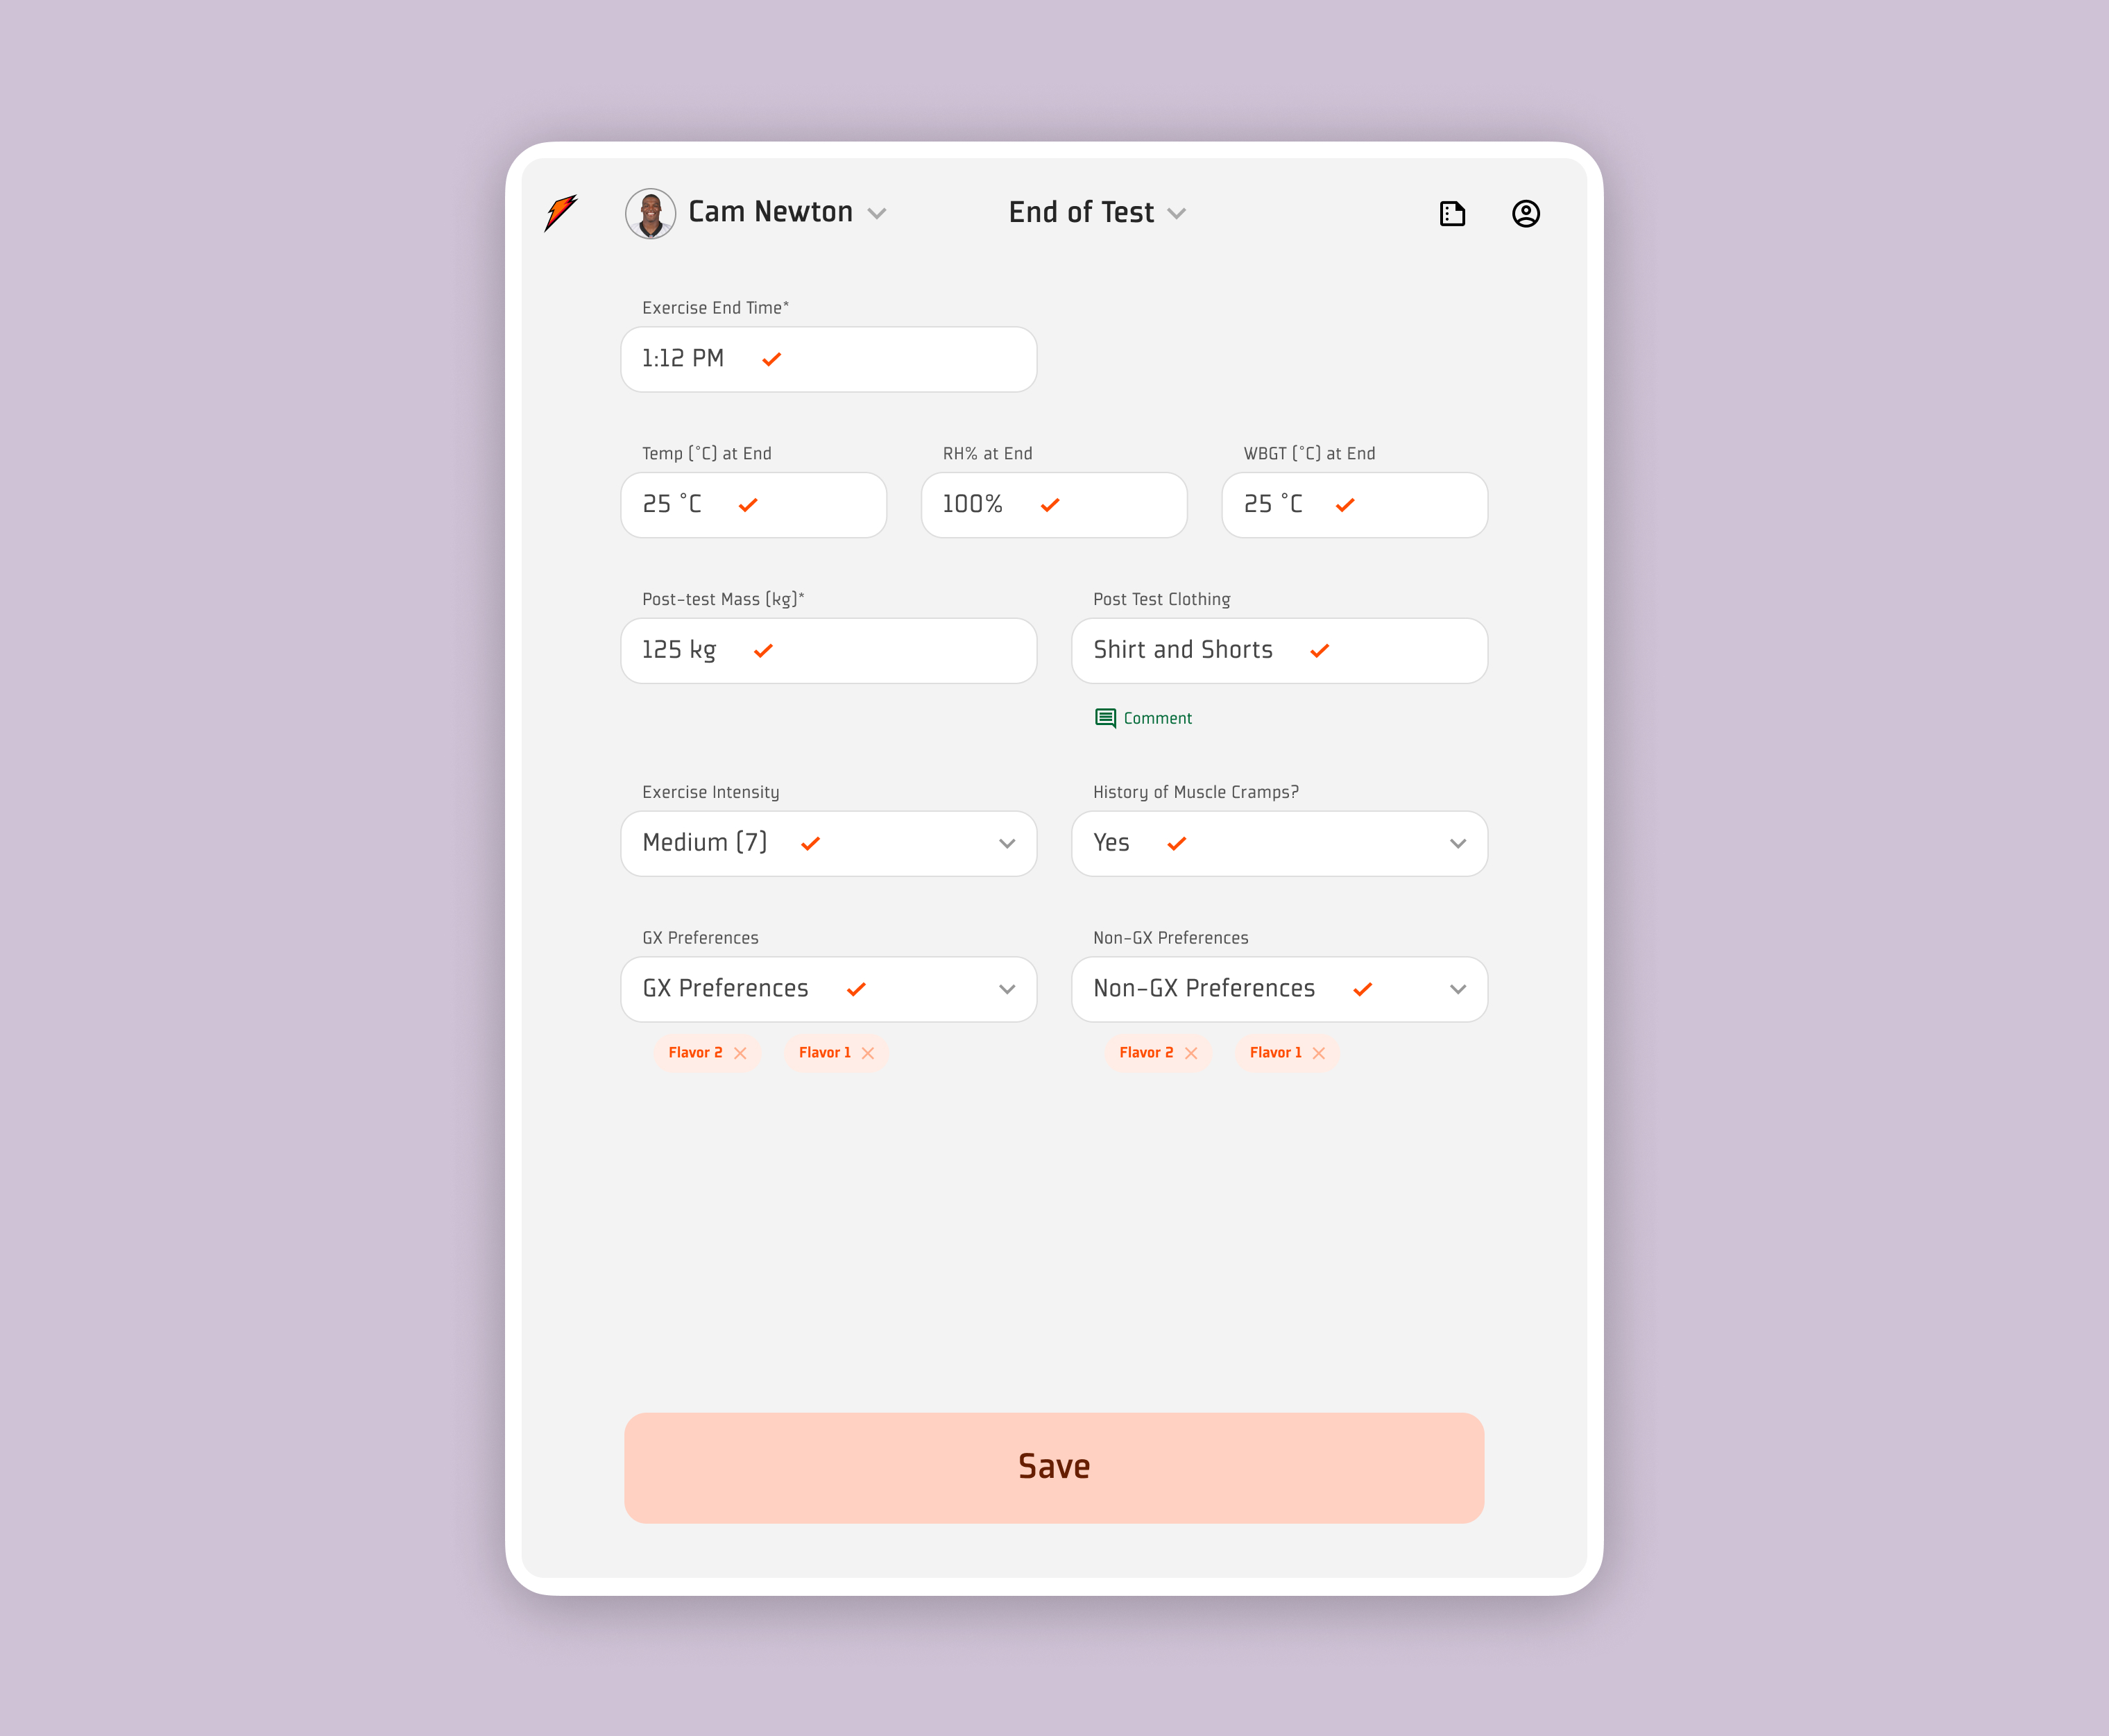 Cam Newton
End of Test
Exercise End Time*
1:12 PM
Temp (°C) at End
RH% at End
WBGT (°C) at End
25 °C
100%
25 °C
Post-test Mass (kg)*
Post Test Clothing
125 kg
Shirt and Shorts
Comment
Exercise Intensity
History of Muscle Cramps?
Medium (7)
Yes
GX Preferences
Non-GX Preferences
GX Preferences
Non-GX Preferences
Flavor 2
Flavor 1
Flavor 2
Flavor 1
Save